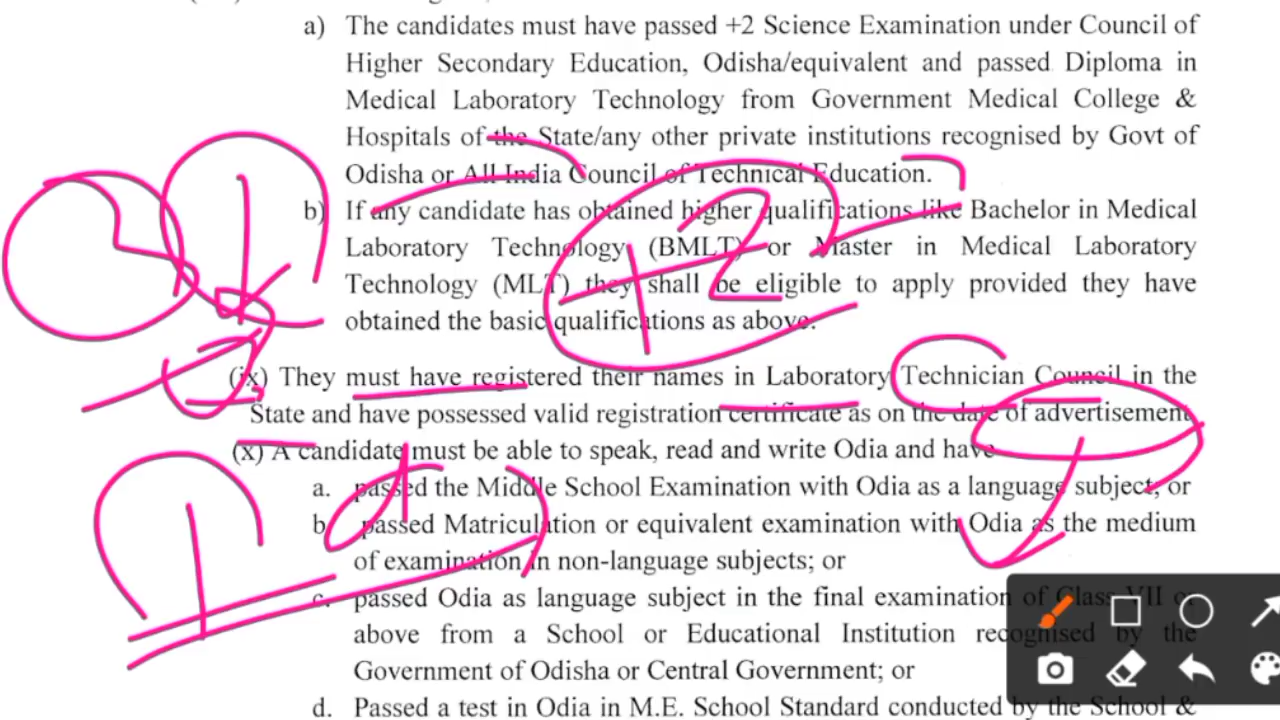 a) The candidates must have passed +2 Science Examination under Council of
Higher Secondary Education, Odisha/equivalent and passed Diploma in
Medical Laboratory Technology from Government Medical College &
Hospitals of the State/any other private institutions recognised by Govt of
Odisha or All India Council of Technical Education.
b) If any candidate has obtained higher qualifications like Bachelor in Medical
Laboratory Technology (BMLT) or Master in Medical Laboratory
Technology (MLT) they shall be eligible to apply provided they have
obtained the basic qualifications as above.
+2
(ix) They must have registered their names in Laboratory Technician Council in the
State and have possessed valid registration certificate as on the date of advertisement
(x) A candidate must be able to speak, read and write Odia and have
a. passed the Middle School Examination with Odia as a language subject; or
b passed Matriculation or equivalent examination with Odia as the medium
of examination in non-language subjects; or
c. passed Odia as language subject in the final examination of Class VII or
above from a School or Educational Institution recognised by the
Government of Odisha or Central Government; or
d. Passed a test in Odia in M.E. School Standard conducted by the School &